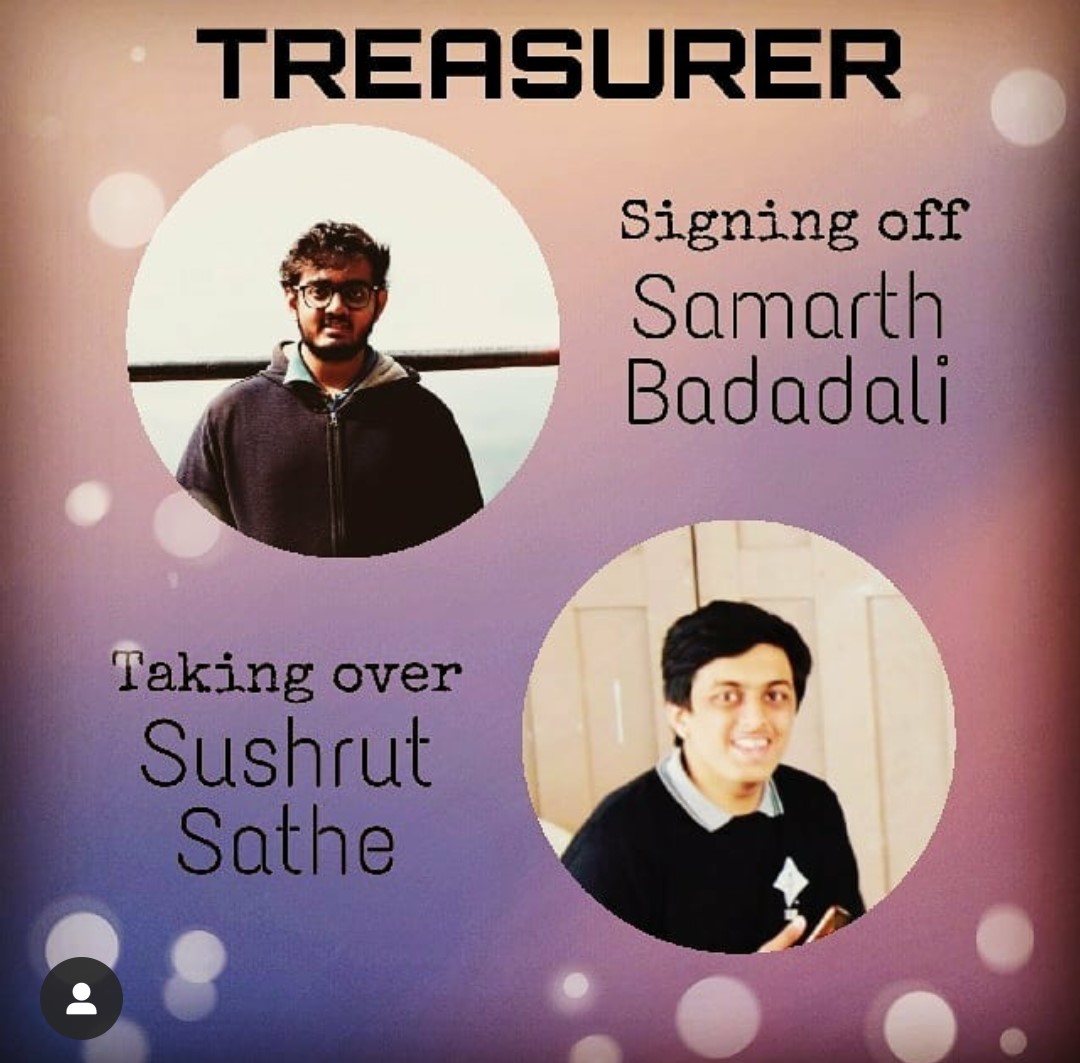 TREASURER
Signing off
Samarth
Badadali
Taking over
Sushrut
Sathe